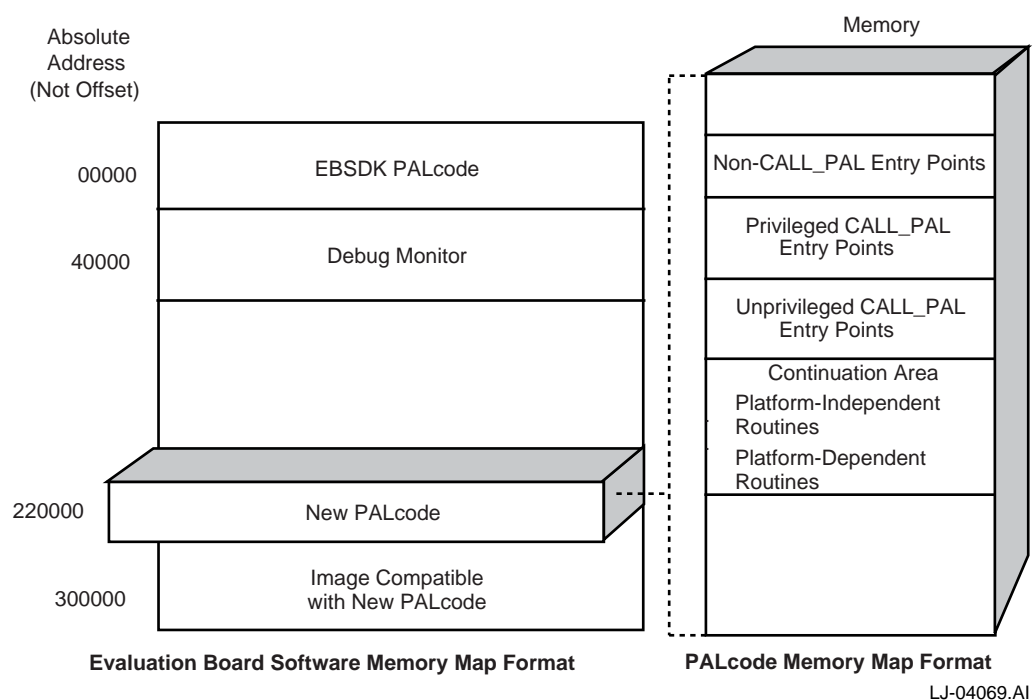 Absolute
Address
(Not Offset)
00000
EBSDK PALcode
40000
Debug Monitor
220000
New PALcode
300000
Image Compatible
with New PALcode
Evaluation Board Software Memory Map Format
Memory
Non-CALL_PAL Entry Points
Privileged CALL_PAL
Entry Points
Unprivileged CALL_PAL
Entry Points
Continuation Area
Platform-Independent
Routines
Platform-Dependent
Routines
PALcode Memory Map Format
LJ-04069.AI